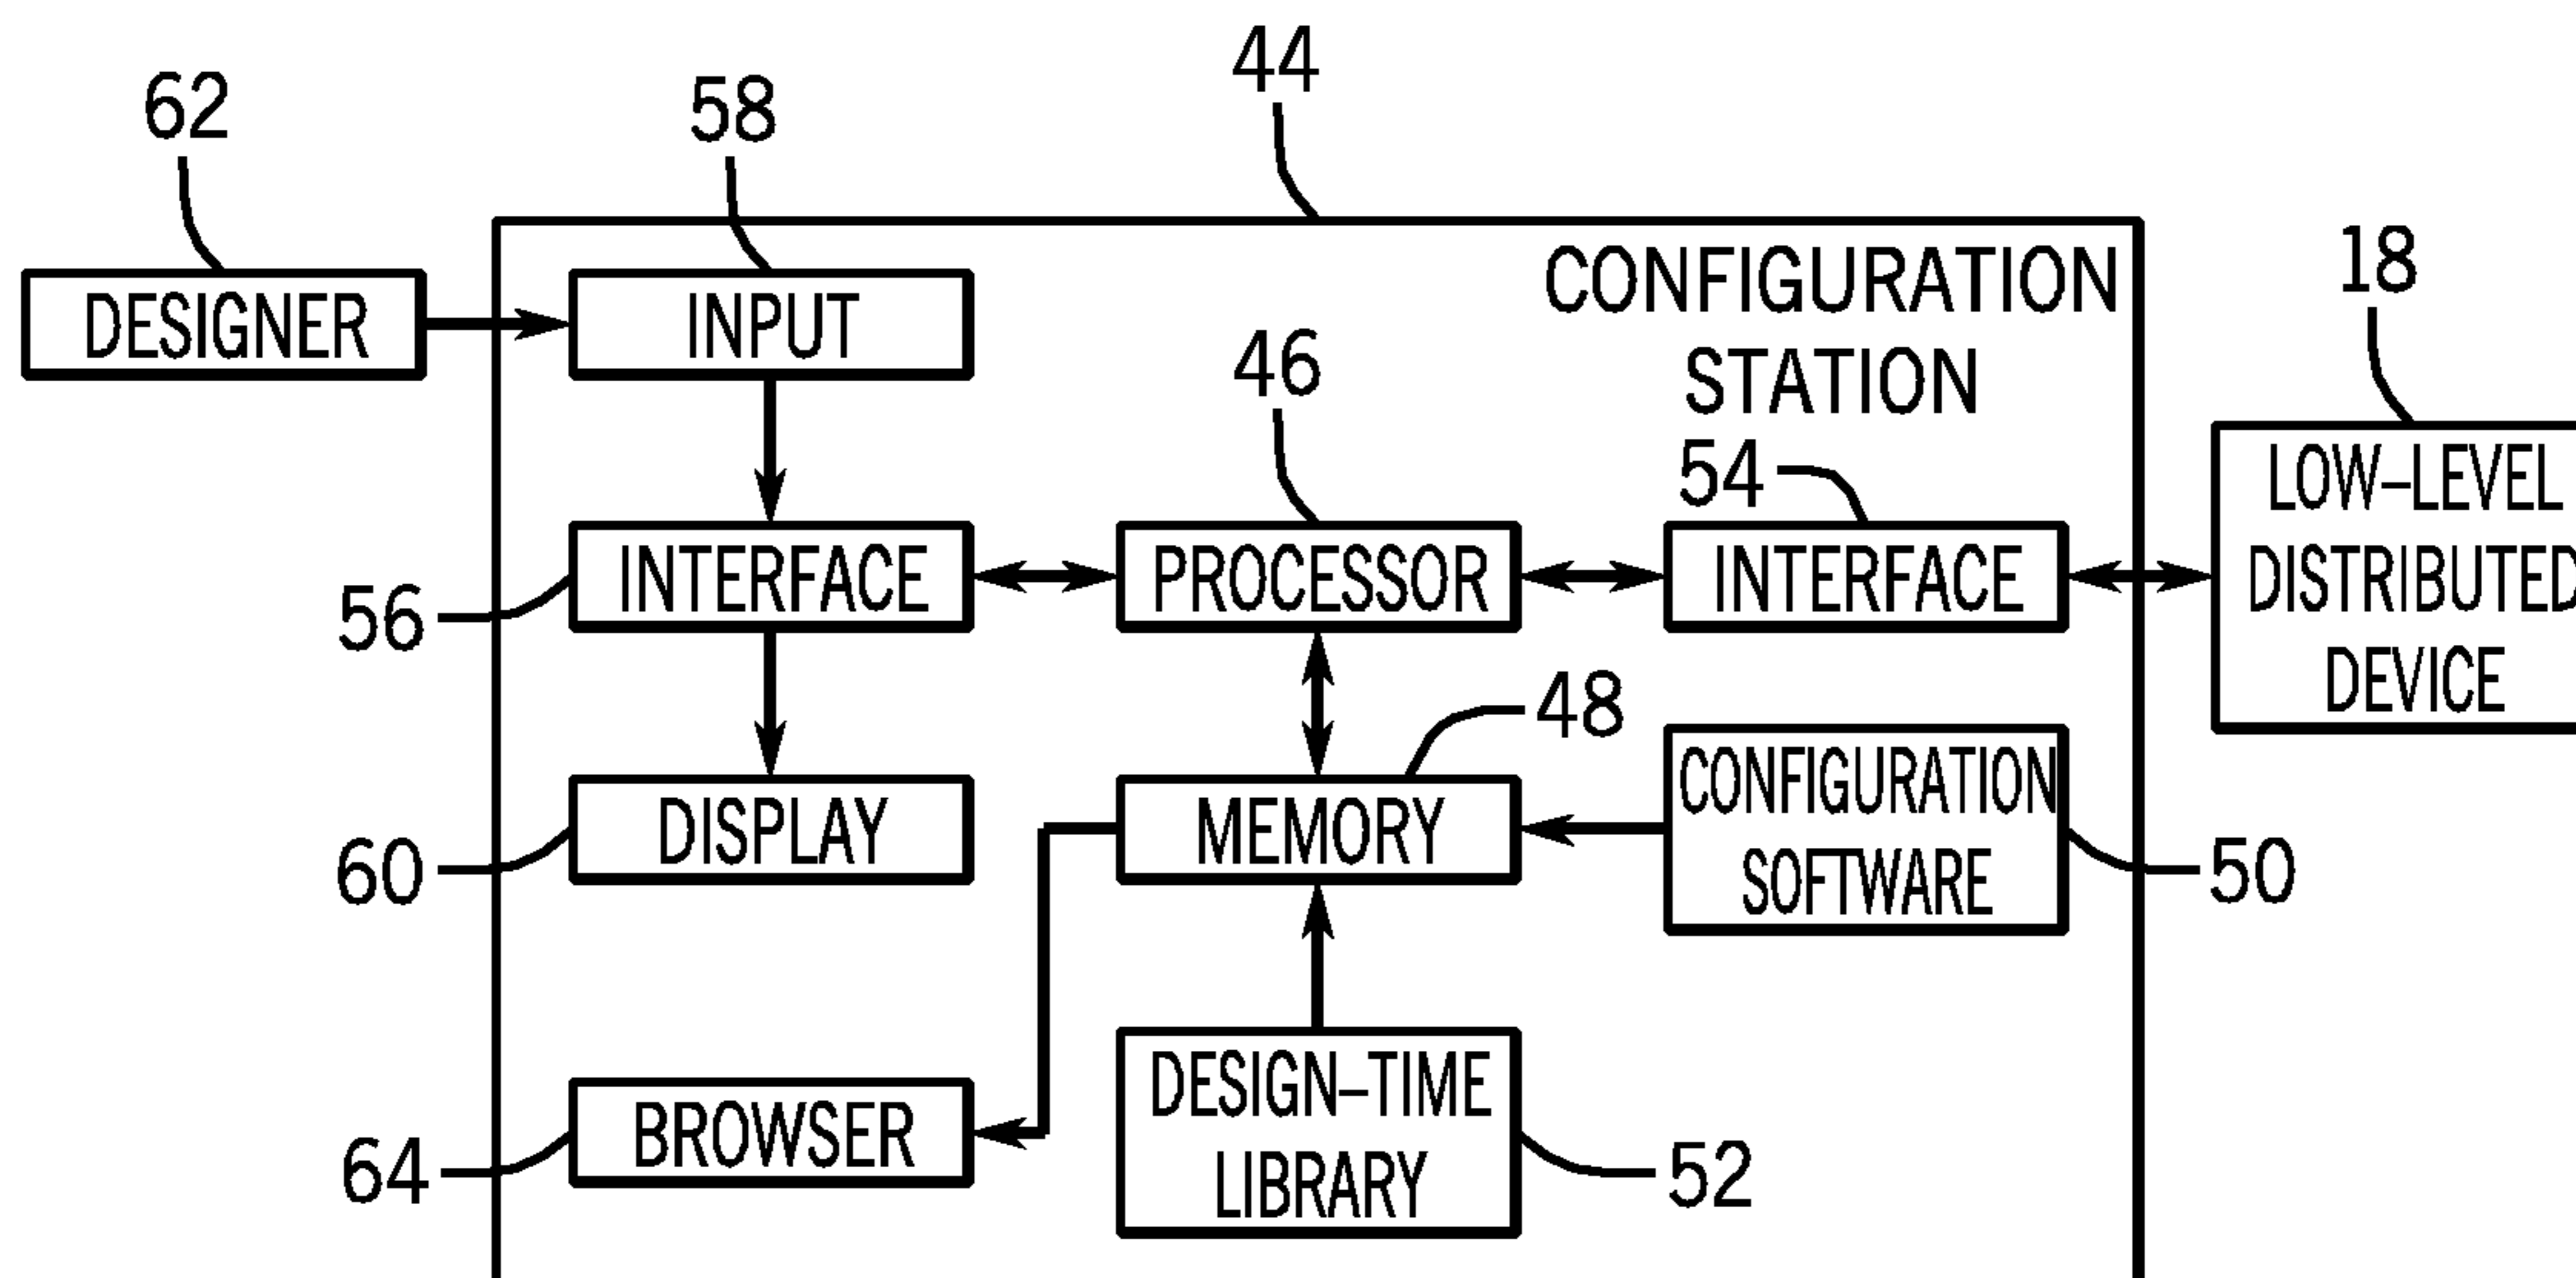 44
62
58
18
DESIGNER
INPUT
CONFIGURATION
STATION
46
54
LOW–LEVEL
DISTRIBUTED
DEVICE
INTERFACE
PROCESSOR
INTERFACE
56
48
DISPLAY
MEMORY
CONFIGURATION
SOFTWARE
60
50
BROWSER
DESIGN–TIME
LIBRARY
64
52